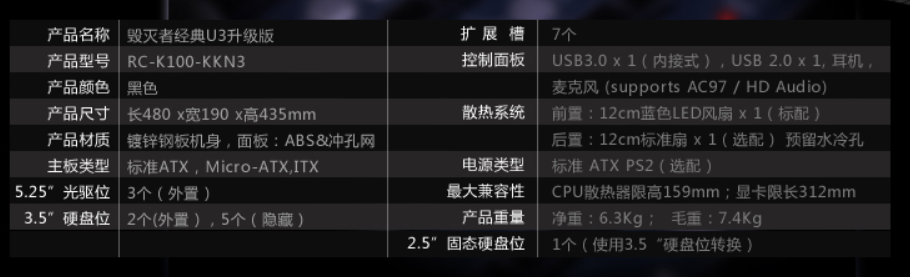 产品名称 毁灭者经典U3升级版 扩 展 槽 7个
产品型号 RC-K100-KKN3 控制面板 USB3.0 x 1（内接式），USB 2.0 x 1, 耳机，
产品颜色 黑色 麦克风 (supports AC97 / HD Audio)
产品尺寸 长480 x宽190 x高435mm 散热系统 前置：12cm蓝色LED风扇 x 1（标配）
产品材质 镀锌钢板机身，面板：ABS&冲孔网 后置：12cm标准扇 x 1（选配） 预留水冷孔
主板类型 标准ATX，Micro-ATX,ITX 电源类型 标准 ATX PS2（选配）
5.25”光驱位 3个（外置） 最大兼容性 CPU散热器限高159mm；显卡限长312mm
3.5”硬盘位 2个(外置），5个（隐藏） 产品重量 净重：6.3Kg； 毛重：7.4Kg
2.5”固态硬盘位 1个（使用3.5“硬盘位转换）